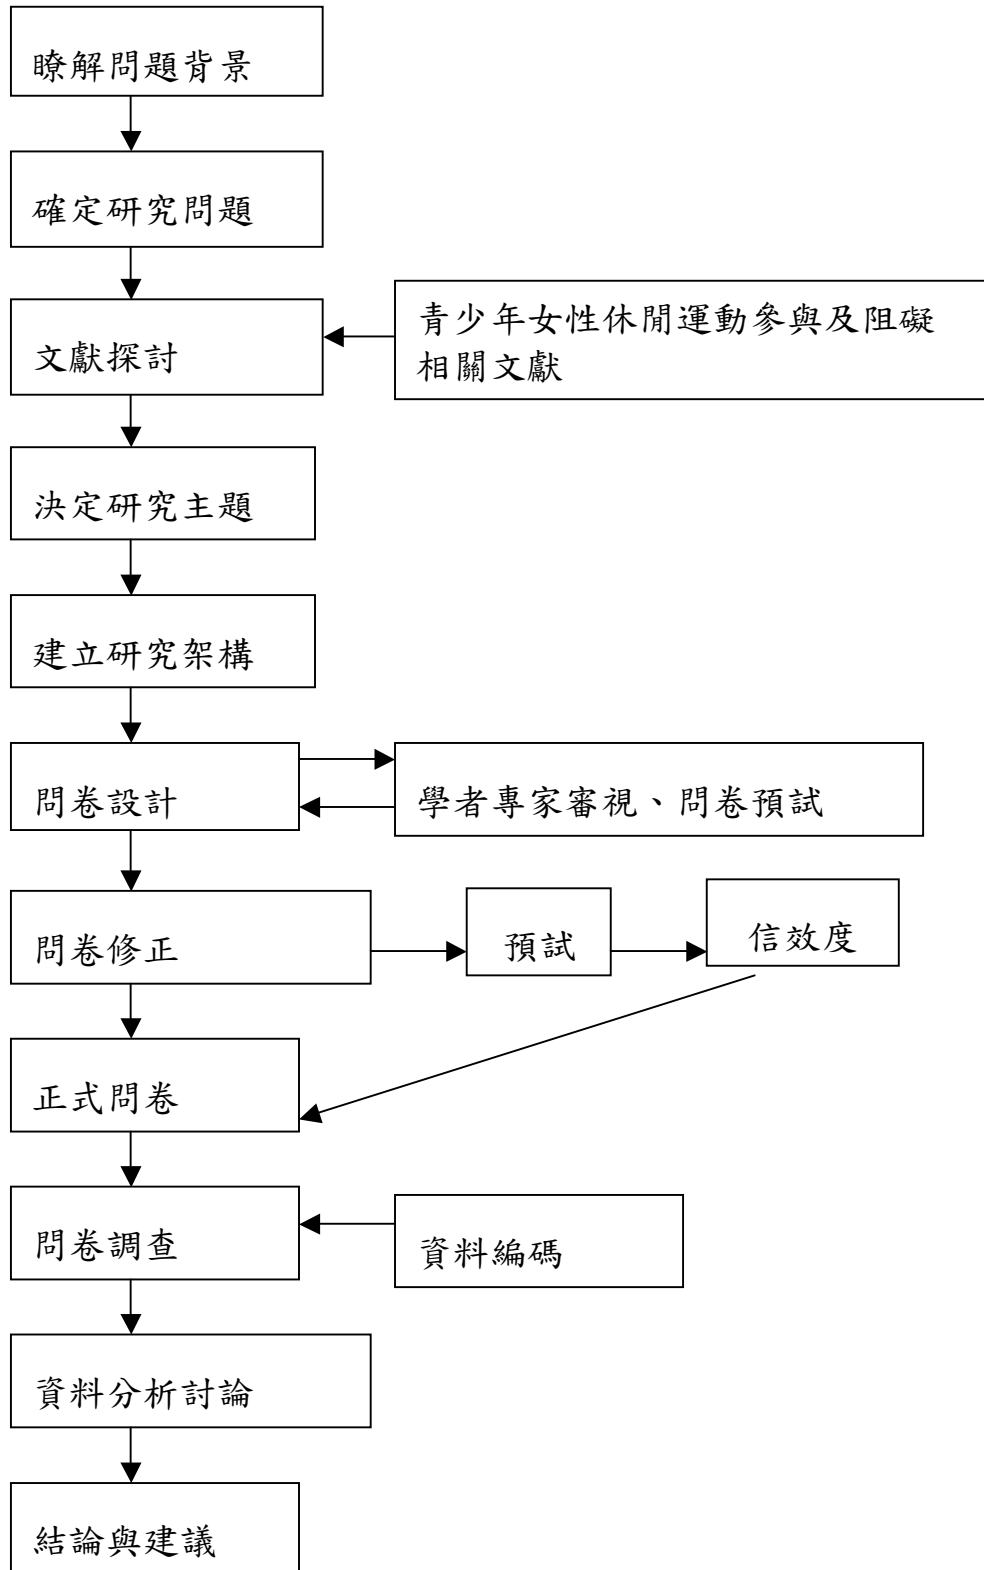 瞭解問題背景
確定研究問題
文獻探討
青少年女性休閒運動參與及阻礙
相關文獻
決定研究主題
建立研究架構
問卷設計
學者專家審視、問卷預試
問卷修正
預試
信效度
正式問卷
問卷調查
資料編碼
資料分析討論
結論與建議